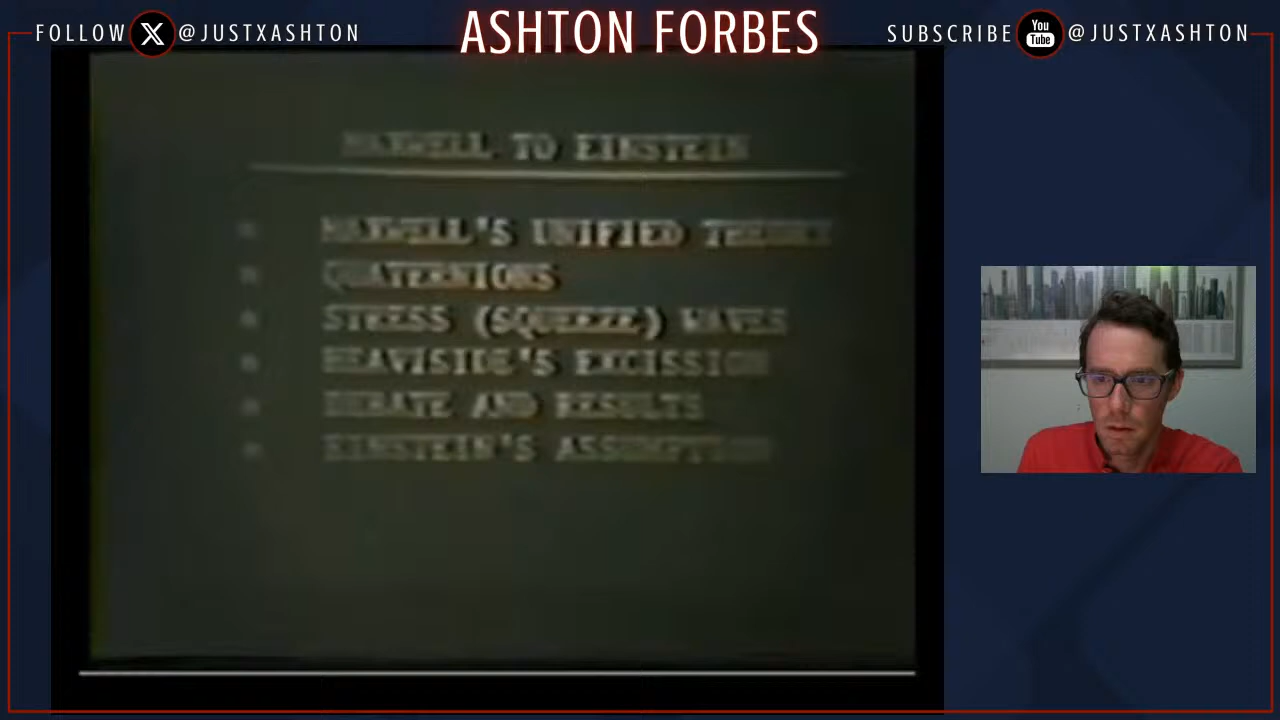 FOLLOW X @JUSTXASHTON
ASHTON FORBES
SUBSCRIBE YouTube @JUSTXASHTON
MAXWELL TO EINSTEIN
MAXWELL'S UNIFIED THEORY
QUATERNIONS
STRESS (SQUEEZE) WAVES
HEAVISIDE'S EXCISSION
DEBATE AND RESULTS
EINSTEIN'S ASSUMPTION